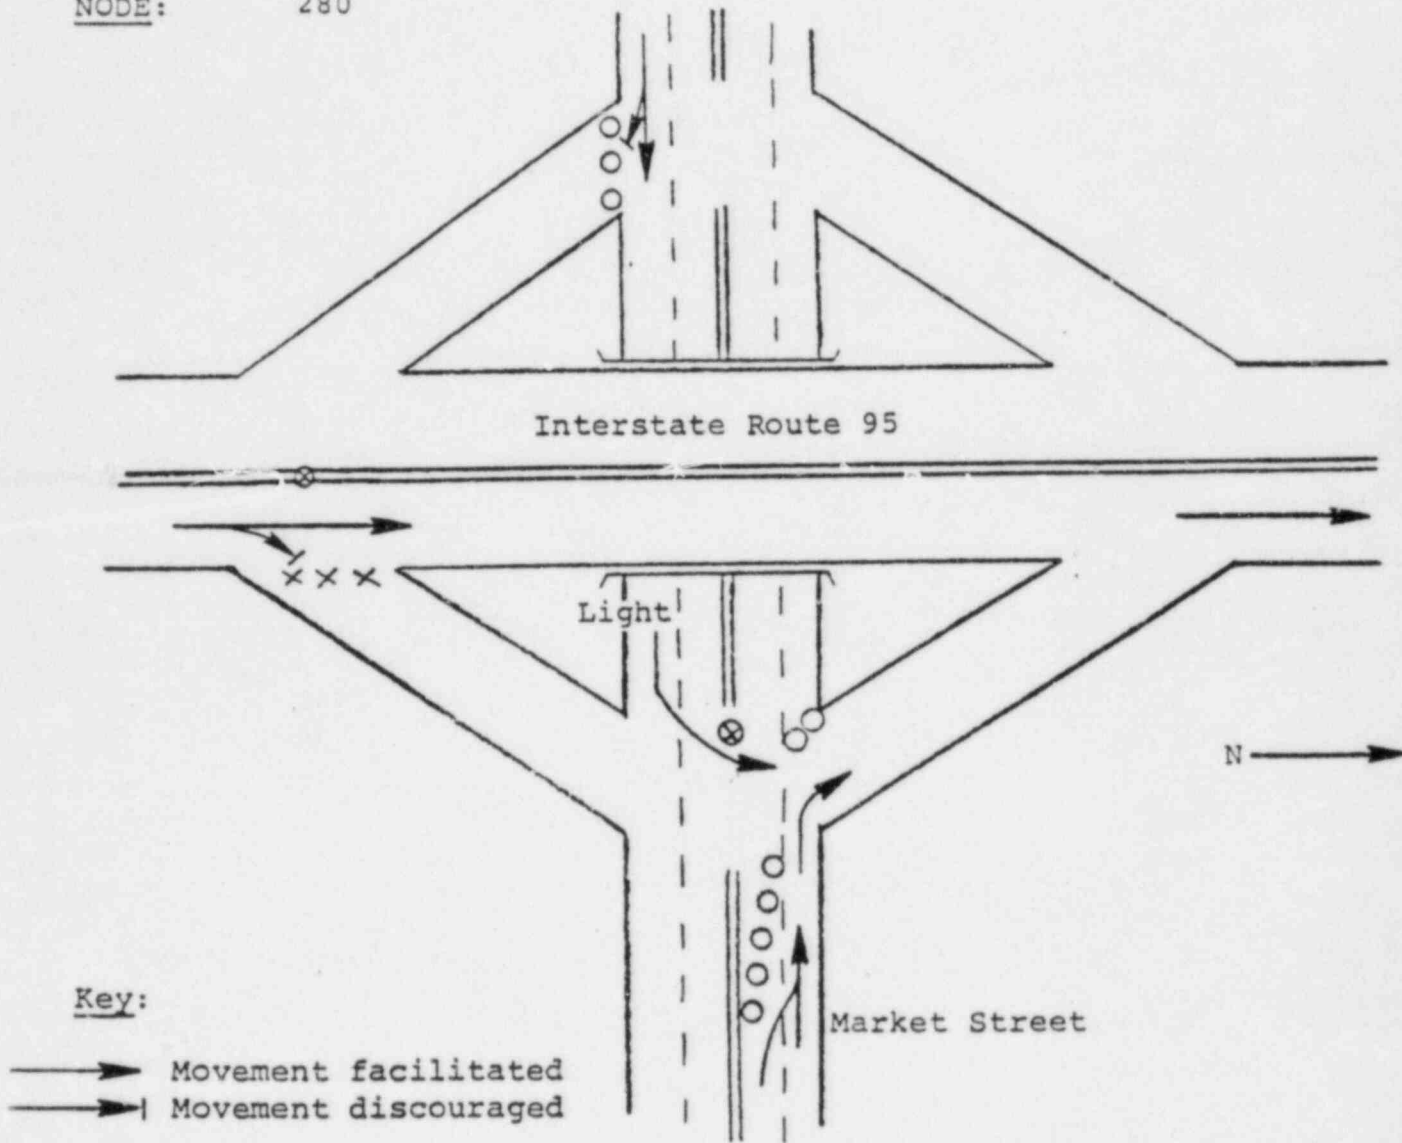 NODE: 280
Interstate Route 95
Light
N
Market Street
Key:
Movement facilitated
Movement discouraged